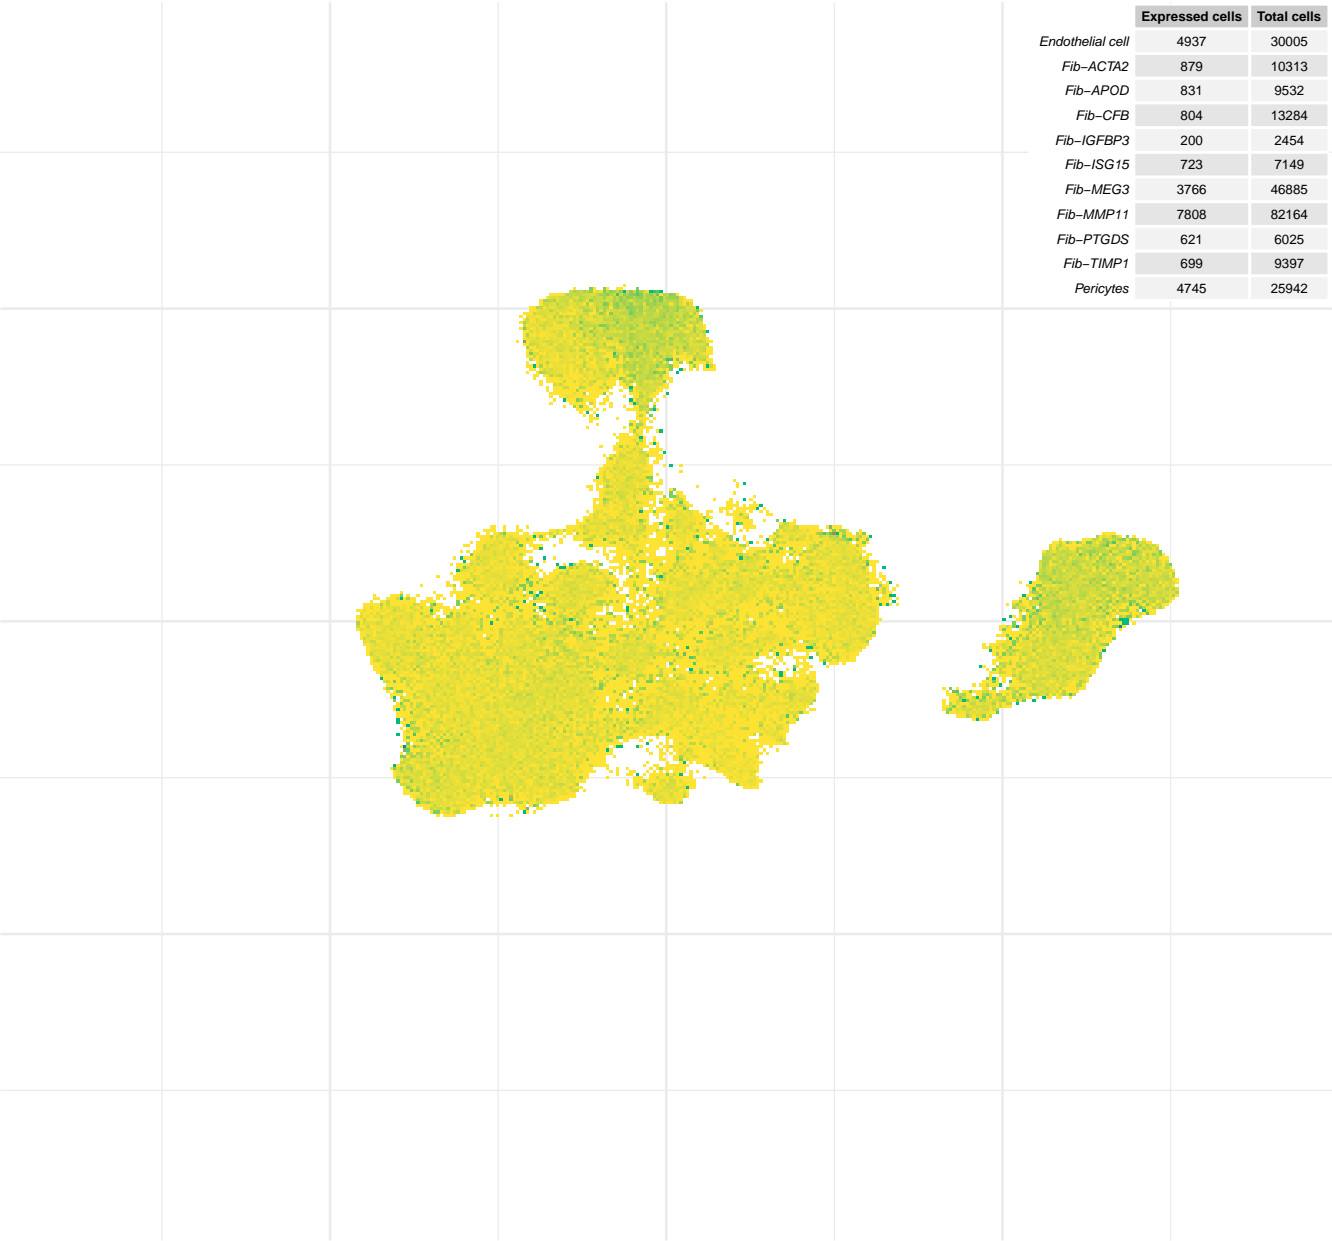 Expressed cells Total cells
Endothelial cell 4937 30005
Fib−ACTA2 879 10313
Fib−APOD 831 9532
Fib−CFB 804 13284
Fib−IGFBP3 200 2454
Fib−ISG15 723 7149
Fib−MEG3 3766 46885
Fib−MMP11 7808 82164
Fib−PTGDS 621 6025
Fib−TIMP1 699 9397
Pericytes 4745 25942